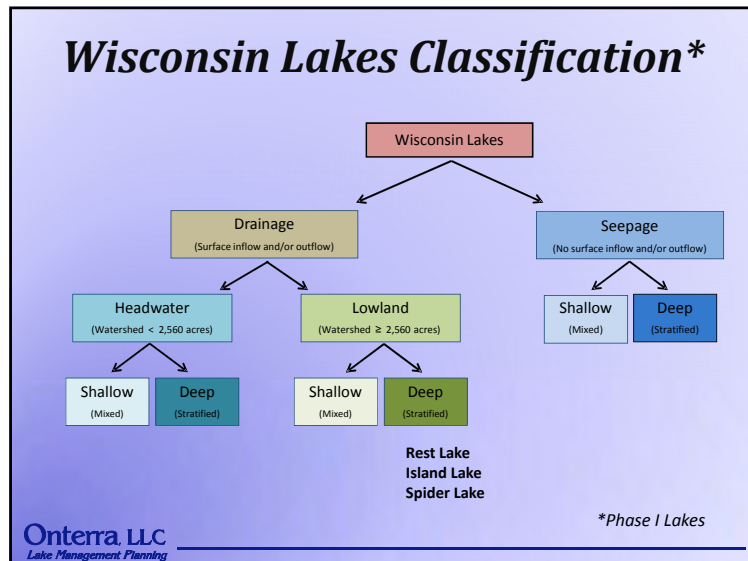 Wisconsin Lakes Classification*
Wisconsin Lakes
Drainage
(Surface inflow and/or outflow)
Seepage
(No surface inflow and/or outflow)
Headwater
(Watershed < 2,560 acres)
Lowland
(Watershed ≥ 2,560 acres)
Shallow
(Mixed)
Deep
(Stratified)
Shallow
(Mixed)
Deep
(Stratified)
Shallow
(Mixed)
Deep
(Stratified)
Rest Lake
Island Lake
Spider Lake
*Phase I Lakes
Onterra, LLC
Lake Management Planning